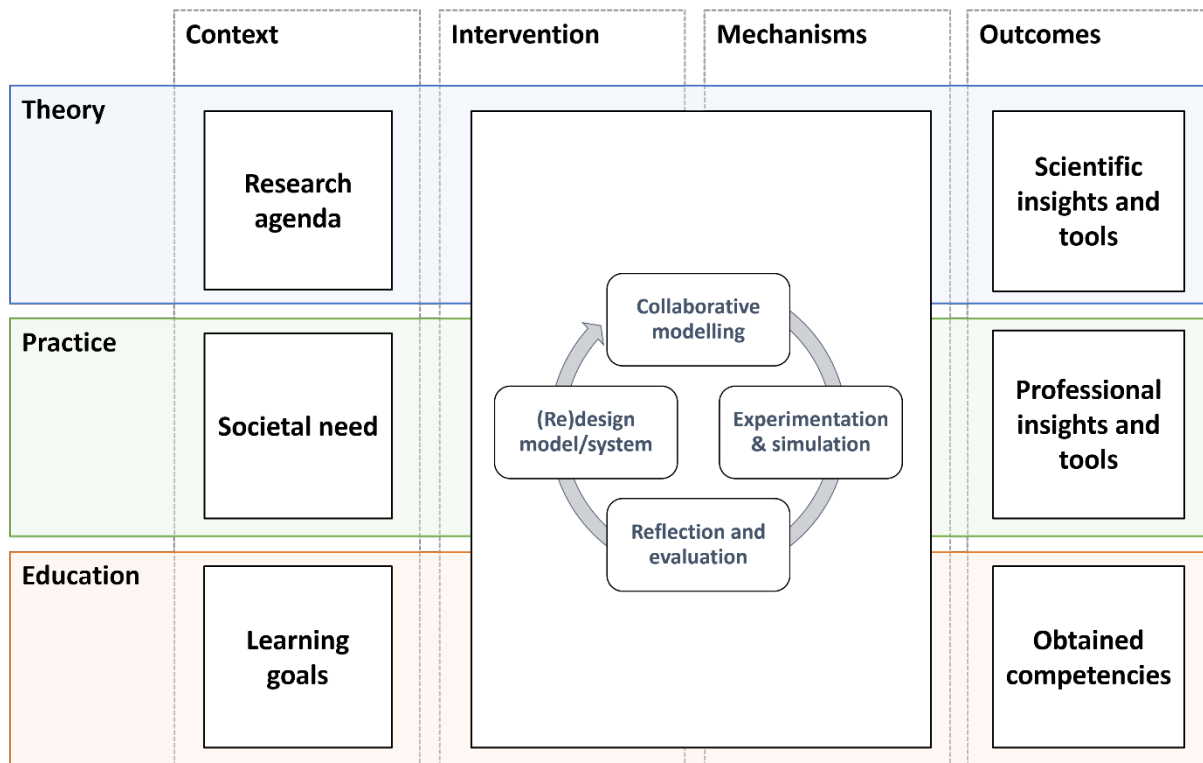 Context
Intervention
Mechanisms
Outcomes
Theory
Research
agenda
Scientific
insights and
tools
Collaborative
modelling
Practice
Societal need
(Re)design
model/system
Experimentation
& simulation
Professional
insights and
tools
Reflection and
evaluation
Education
Learning
goals
Obtained
competencies